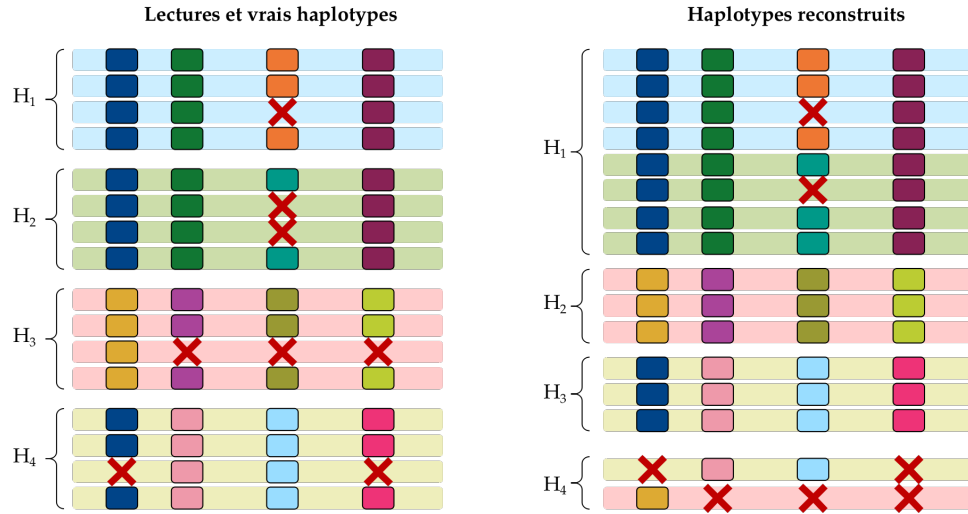 Lectures et vrais haplotypes
H1
H2
H3
H4
Haplotypes reconstruits
H1
H2
H3
H4